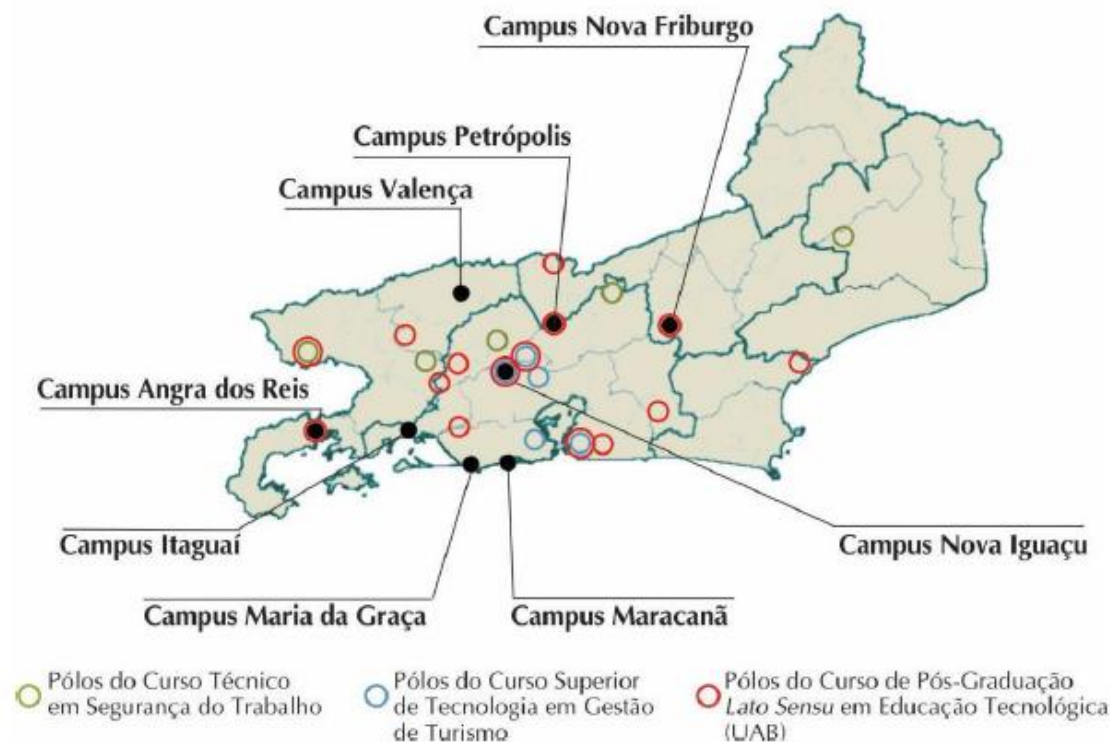 Campus Nova Friburgo
Campus Petrópolis
Campus Valença
Campus Angra dos Reis
Campus Itaguaí
Campus Nova Iguaçu
Campus Maria da Graça
Campus Maracanã
Pólos do Curso Técnico
em Segurança do Trabalho
Pólos do Curso Superior
de Tecnologia em Gestão
de Turismo
Pólos do Curso de Pós-Graduação
Lato Sensu em Educação Tecnológica
(UAB)